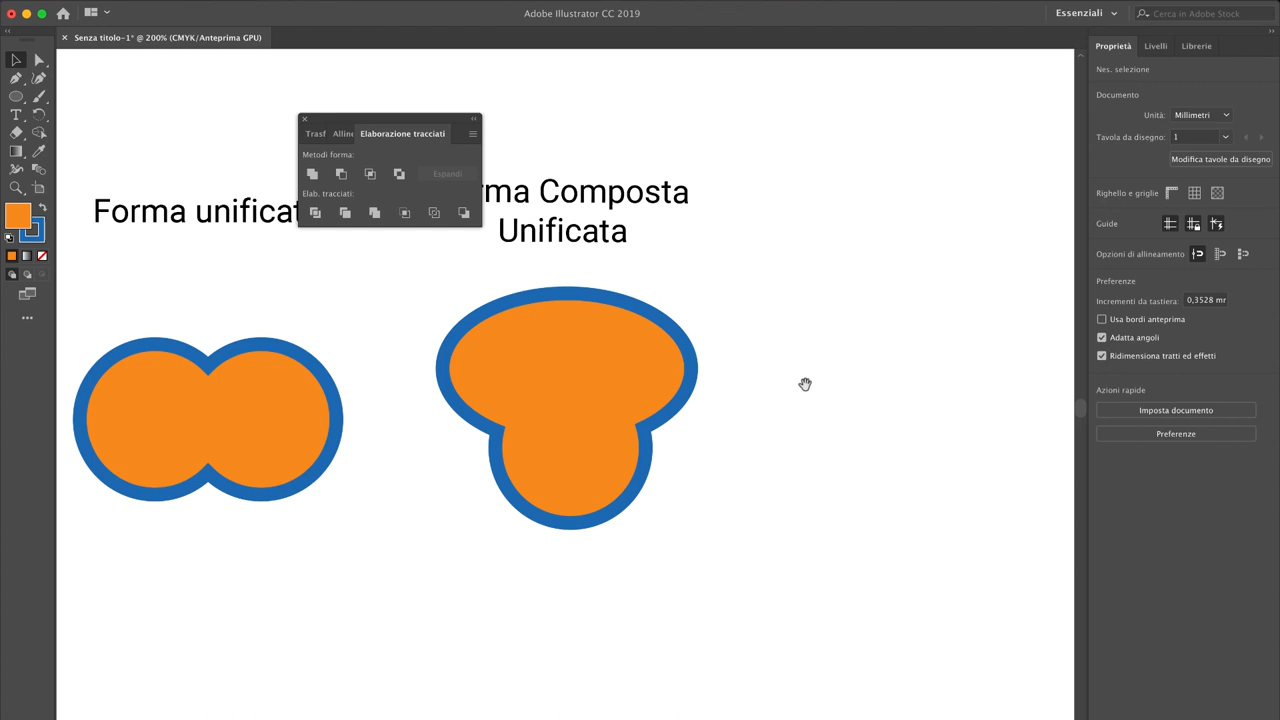 Adobe Illustrator CC 2019
Essenziali
Cerca in Adobe Stock
Senza titolo-1* @ 200% (CMYK/Anteprima GPU)
Proprietà
Livelli
Librerie
Nes. selezione
Documento
Unità:
Millimetri
Tavola da disegno:
1
Modifica tavole da disegno
Righello e griglie
Guide
Opzioni di allineamento
Preferenze
Incrementi da tastiera:
0,3528 mr
Usa bordi anteprima
Adatta angoli
Ridimensiona tratti ed effetti
Azioni rapide
Imposta documento
Preferenze
Trasf
Alline
Elaborazione tracciati
Metodi forma:
Espandi
Elab. tracciati:
Forma unificat
rma Composta
Unificata